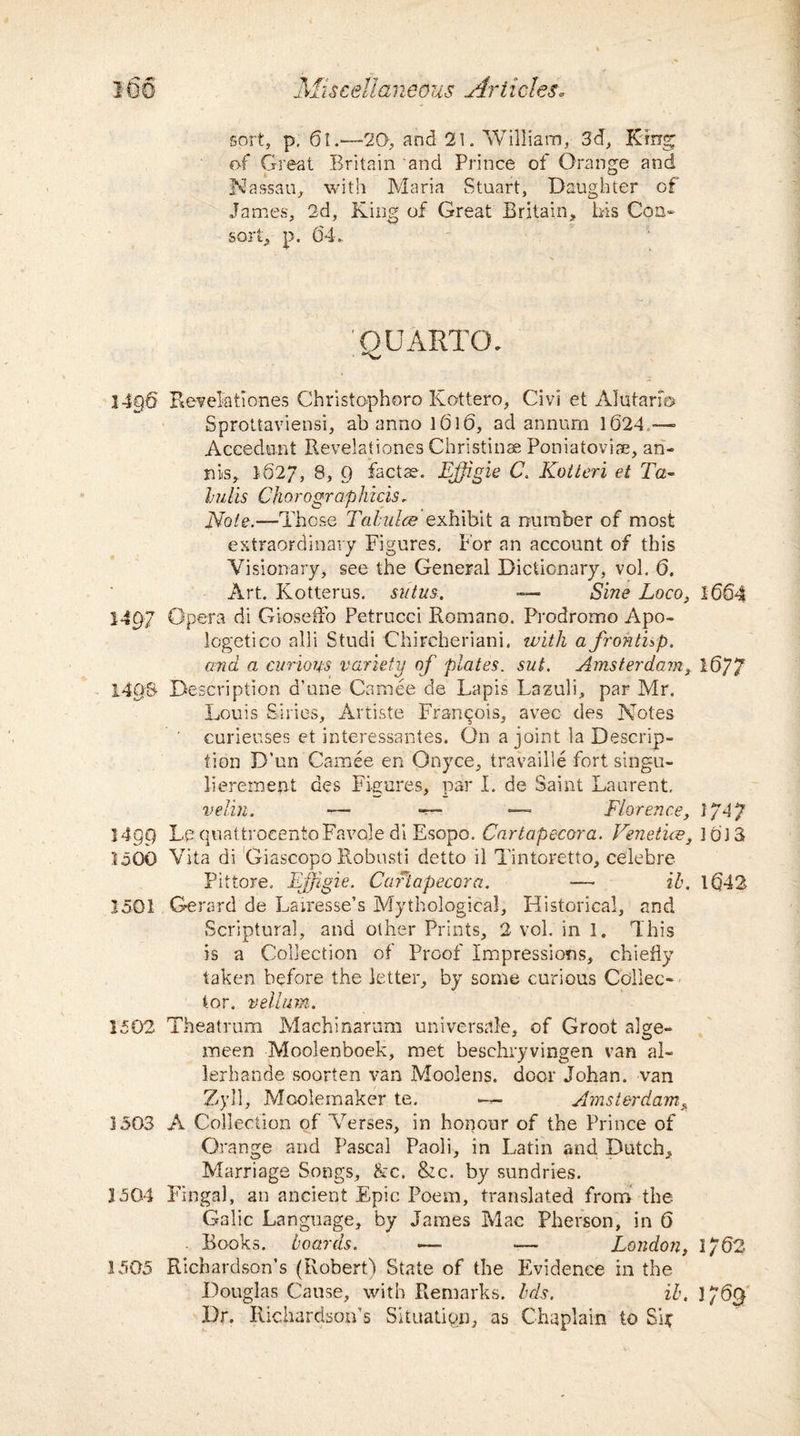 166 Miscellaneous Articles.
sort, p. 61.—20, and 21. William, 3d, King
of Great Britain and Prince of Orange and
Nassau, with Maria Stuart, Daughter of
James, 2d, King of Great Britain, his Con-
sort, p. 64.
QUARTO.
1496 Revelationes Christophoro Kottero, Civi et Alutario
Sprottaviensi, ab anno 1616, ad annum 1624.—
Accedunt Revelationes Christinæ Poniatoviæ, an-
nis, 1627, 8, 9 factæ. Effigie C. Kotteri et Ta-
bulis Chorographicis.
Note.—Those Tabulæ exhibit a number of most
extraordinary Figures. For an account of this
Visionary, see the General Dictionary, vol. 6.
Art. Kotterus. sutus. — Sine Loco, 1664
1497 Opera di Gioseffo Petrucci Romano. Prodromo Apo-
logetico alli Studi Chircheriani. with a frontisp.
and a curious variety of plates. sut. Amsterdam, 1677
1498 Description d'une Camée de Lapis Lazuli, par Mr.
Louis Siries, Artiste François, avec des Notes
curieuses et interessantes. On a joint la Descrip-
tion D'un Camée en Onyce, travaillé fort singu-
lierement des Figures, par I. de Saint Laurent.
velin. — — — Florence, 1747
1499 Le quattrocento Favole di Esopo. Cartapecora. Venetiæ, 1613
1500 Vita di Giascopo Robusti detto il Tintoretto, celebre
Pittore. Effigie. Cartapecora. — ib. 1642
1501 Gerard de Lairesse's Mythological, Historical, and
Scriptural, and other Prints, 2 vol. in 1. This
is a Collection of Proof Impressions, chiefly
taken before the letter, by some curious Collec-
tor. vellum.
1502 Theatrum Machinarum universale, of Groot alge-
meen Moolenboek, met beschryvingen van al-
lerhande soorten van Moolens. door Johan. van
Zyll, Moolemaker te. — Amsterdam,
1503 A Collection of Verses, in honour of the Prince of
Orange and Pascal Paoli, in Latin and Dutch,
Marriage Songs, &c. &c. by sundries.
1504 Fingal, an ancient Epic Poem, translated from the
Galic Language, by James Mac Pherson, in 6
Books. boards. — — London, 1762
1505 Richardson's (Robert) State of the Evidence in the
Douglas Cause, with Remarks. bds. ib. 1769
Dr. Richardson's Situation, as Chaplain to Sir